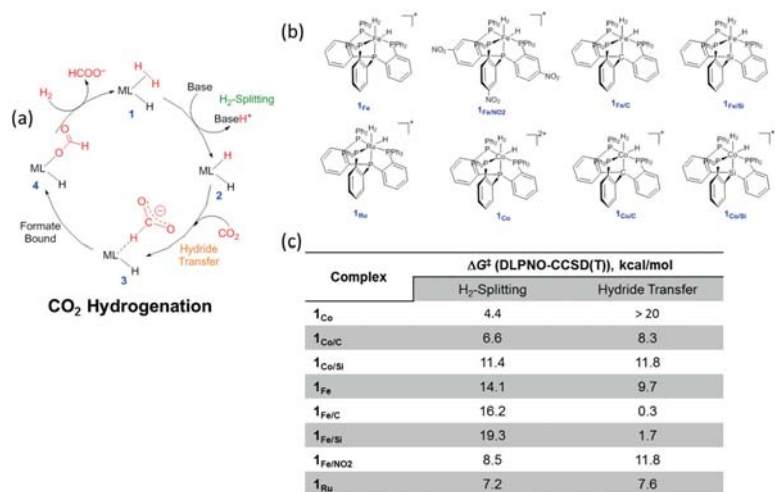 (a)
H₂
HCOO⁻
H
H
ML
H
1
Base
BaseH⁺
H₂-Splitting
ML
H
H
2
CO₂
Hydride
Transfer
O
C
O
H
ML
H
3
Formate
Bound
O
H
O
ML
H
4
CO₂ Hydrogenation
(b)
1Fe
NO₂
NO₂
NO₂
1Fe/NO2
1Fe/C
1Fe/Si
1Ru
2+
1Co
1Co/C
1Co/Si
(c)
Complex
ΔG‡ (DLPNO-CCSD(T)), kcal/mol
H₂-Splitting Hydride Transfer
1Co 4.4 > 20
1Co/C 6.6 8.3
1Co/Si 11.4 11.8
1Fe 14.1 9.7
1Fe/C 16.2 0.3
1Fe/Si 19.3 1.7
1Fe/NO2 8.5 11.8
1Ru 7.2 7.6